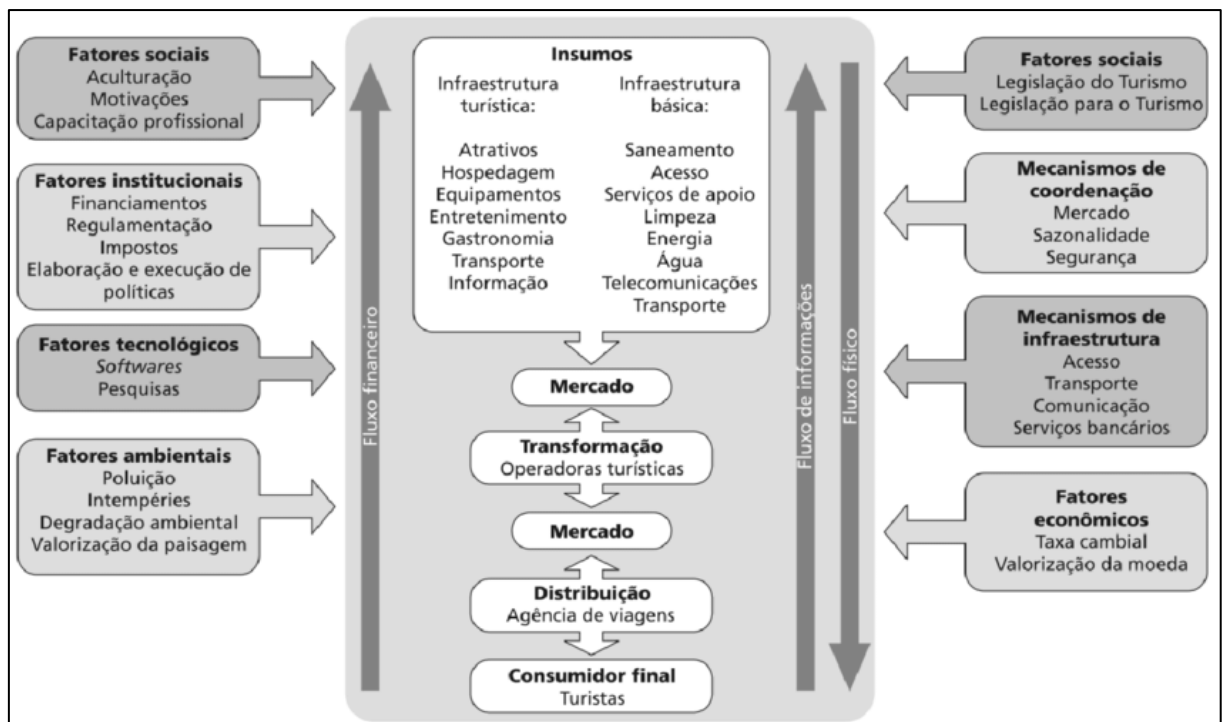 Fatores sociais
Aculturação
Motivações
Capacitação profissional
Fatores institucionais
Financiamentos
Regulamentação
Impostos
Elaboração e execução de
políticas
Fatores tecnológicos
Softwares
Pesquisas
Fatores ambientais
Poluição
Intempéries
Degradação ambiental
Valorização da paisagem
Fluxo financeiro
Insumos
Infraestrutura
turística:
Atrativos
Hospedagem
Equipamentos
Entretenimento
Gastronomia
Transporte
Informação
Infraestrutura
básica:
Saneamento
Acesso
Serviços de apoio
Limpeza
Energia
Água
Telecomunicações
Transporte
Mercado
Transformação
Operadoras turísticas
Mercado
Distribuição
Agência de viagens
Consumidor final
Turistas
Fluxo de informações
Fluxo físico
Fatores sociais
Legislação do Turismo
Legislação para o Turismo
Mecanismos de
coordenação
Mercado
Sazonalidade
Segurança
Mecanismos de
infraestrutura
Acesso
Transporte
Comunicação
Serviços bancários
Fatores
econômicos
Taxa cambial
Valorização da moeda